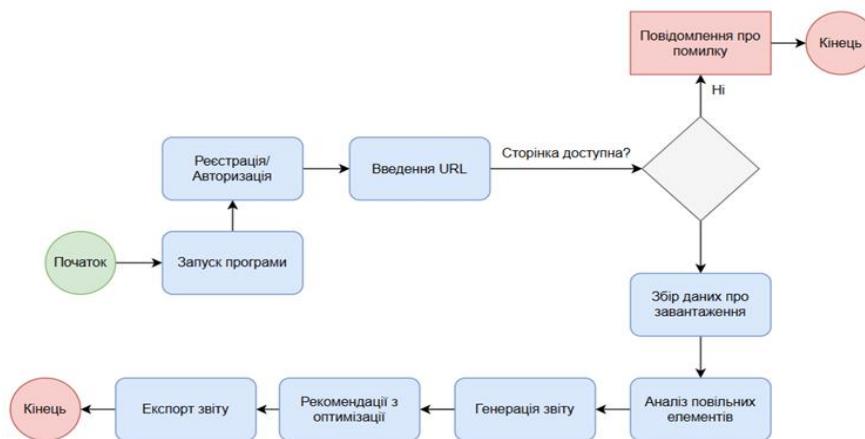 Повідомлення про
помилку
Кінець
Ні
Реєстрація/
Авторизація
Введення URL
Сторінка доступна?
Початок
Запуск програми
Збір даних про
завантаження
Кінець
Експорт звіту
Рекомендації з
оптимізації
Генерація звіту
Аналіз повільних
елементів